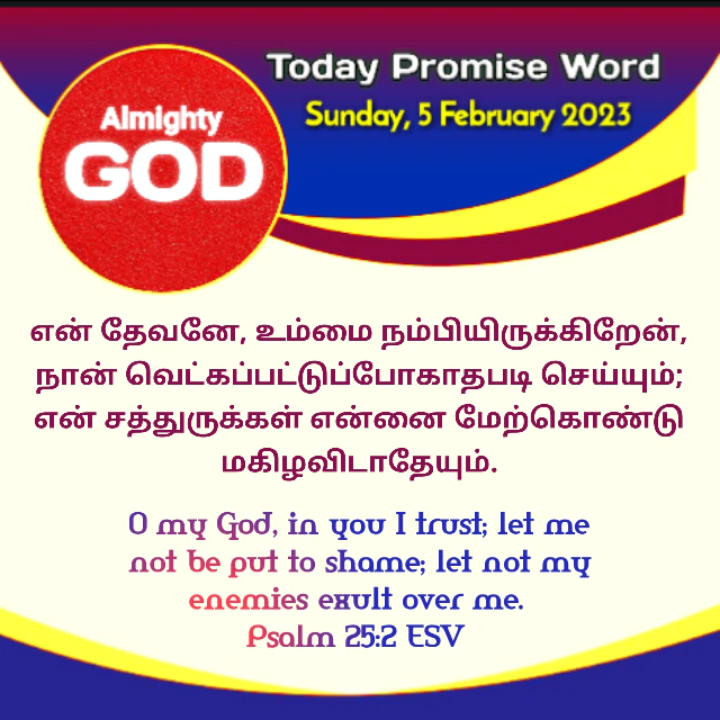 Today Promise Word
Sunday, 5 February 2023
Almighty
GOD
என் தேவனே, உம்மை நம்பியிருக்கிறேன்,
நான் வெட்கப்பட்டுப்போகாதபடி செய்யும்;
என் சத்துருக்கள் என்னை மேற்கொண்டு
மகிழவிடாதேயும்.
O my God, in you I trust; let me
not be put to shame; let not my
enemies exult over me.
Psalm 25:2 ESV